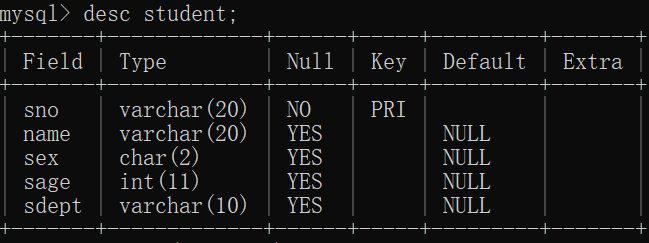 mysql> desc student;
+-------+-------------+------+-----+---------+-------+
| Field | Type | Null | Key | Default | Extra |
+-------+-------------+------+-----+---------+-------+
| sno | varchar(20) | NO | PRI | | |
| name | varchar(20) | YES | | NULL | |
| sex | char(2) | YES | | NULL | |
| sage | int(11) | YES | | NULL | |
| sdept | varchar(10) | YES | | NULL | |
+-------+-------------+------+-----+---------+-------+